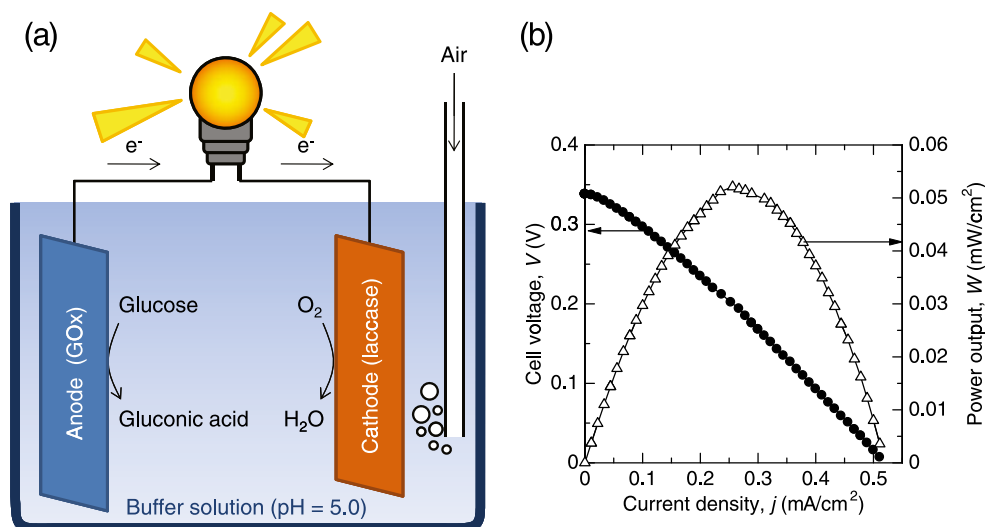 (a)
Air
e-
e-
Anode (GOx)
Glucose
Gluconic acid
O2
H2O
Cathode (laccase)
Buffer solution (pH = 5.0)
(b)
Cell voltage, V (V)
0.4
0.3
0.2
0.1
0
0.06
0.05
0.04
0.03
0.02
0.01
0
Power output, W (mW/cm2)
0 0.1 0.2 0.3 0.4 0.5
Current density, j (mA/cm2)